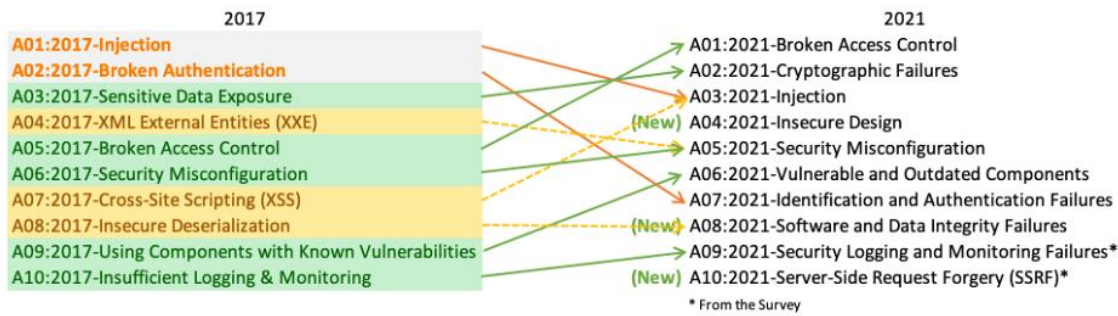 2017
A01:2017-Injection
A02:2017-Broken Authentication
A03:2017-Sensitive Data Exposure
A04:2017-XML External Entities (XXE)
A05:2017-Broken Access Control
A06:2017-Security Misconfiguration
A07:2017-Cross-Site Scripting (XSS)
A08:2017-Insecure Deserialization
A09:2017-Using Components with Known Vulnerabilities
A10:2017-Insufficient Logging & Monitoring
2021
A01:2021-Broken Access Control
A02:2021-Cryptographic Failures
A03:2021-Injection
(New) A04:2021-Insecure Design
A05:2021-Security Misconfiguration
A06:2021-Vulnerable and Outdated Components
A07:2021-Identification and Authentication Failures
(New) A08:2021-Software and Data Integrity Failures
A09:2021-Security Logging and Monitoring Failures*
(New) A10:2021-Server-Side Request Forgery (SSRF)*
* From the Survey